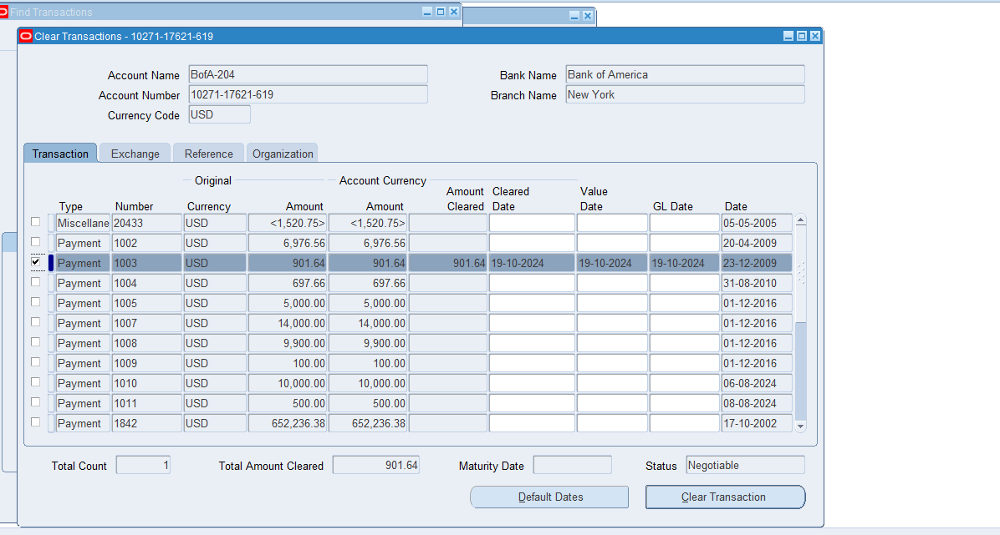 Find Transactions
Clear Transactions - 10271-17621-619
Account Name BofA-204 Bank Name Bank of America
Account Number 10271-17621-619 Branch Name New York
Currency Code USD
Transaction Exchange Reference Organization
Original Account Currency
Amount Cleared Value
Type Number Currency Amount Amount Cleared Date Date GL Date Date
Miscellane 20433 USD <1,520.75> <1,520.75> 05-05-2005
Payment 1002 USD 6,976.56 6,976.56 20-04-2009
Payment 1003 USD 901.64 901.64 901.64 19-10-2024 19-10-2024 19-10-2024 23-12-2009
Payment 1004 USD 697.66 697.66 31-08-2010
Payment 1005 USD 5,000.00 5,000.00 01-12-2016
Payment 1007 USD 14,000.00 14,000.00 01-12-2016
Payment 1008 USD 9,900.00 9,900.00 01-12-2016
Payment 1009 USD 100.00 100.00 01-12-2016
Payment 1010 USD 10,000.00 10,000.00 06-08-2024
Payment 1011 USD 500.00 500.00 08-08-2024
Payment 1842 USD 652,236.38 652,236.38 17-10-2002
Total Count 1 Total Amount Cleared 901.64 Maturity Date Status Negotiable
Default Dates Clear Transaction